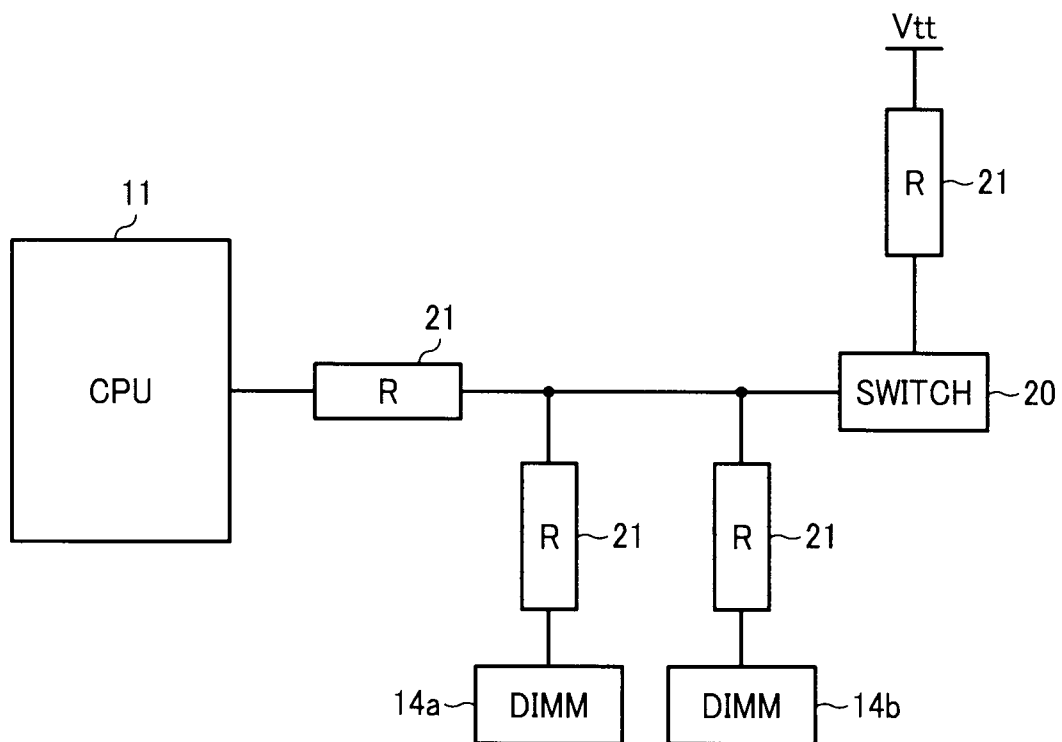 Vtt
R 21
11
CPU
21
R
SWITCH 20
R 21
R 21
14a DIMM
DIMM 14b